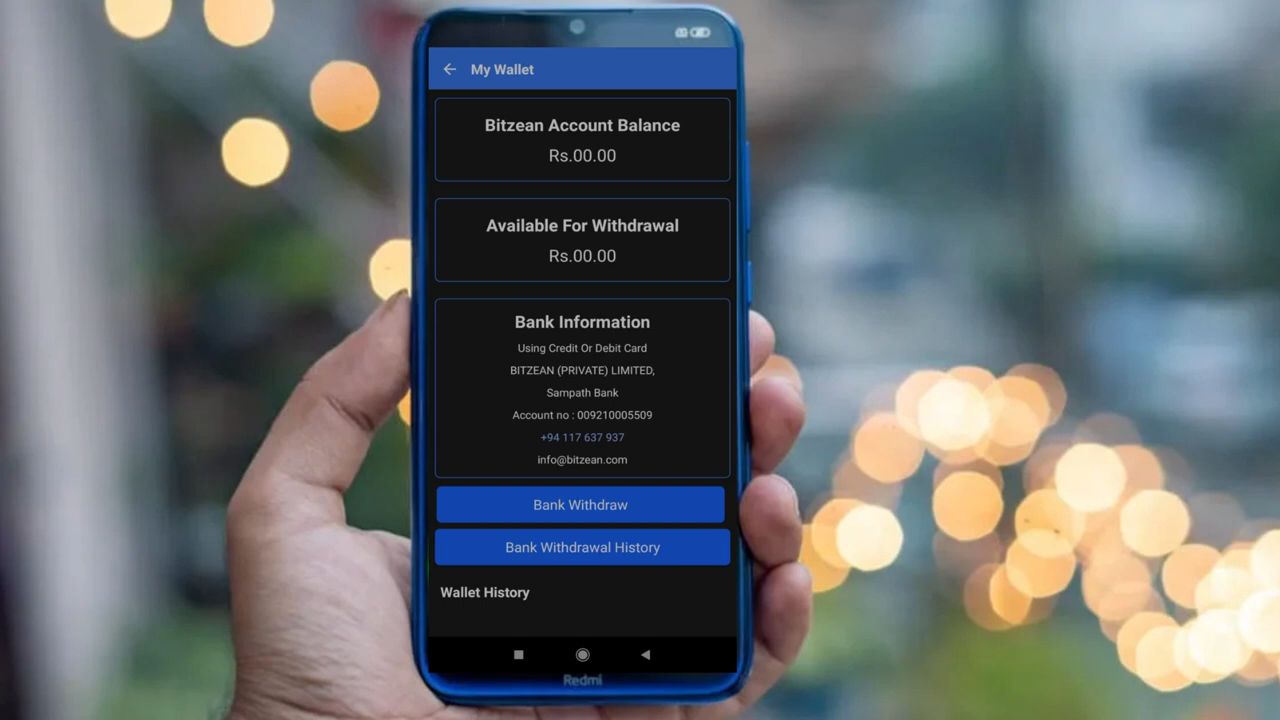 My Wallet
Bitzean Account Balance
Rs.00.00
Available For Withdrawal
Rs.00.00
Bank Information
Using Credit Or Debit Card
BITZEAN (PRIVATE) LIMITED,
Sampath Bank
Account no : 009210005509
+94 117 637 937
info@bitzean.com
Bank Withdraw
Bank Withdrawal History
Wallet History
Redmi